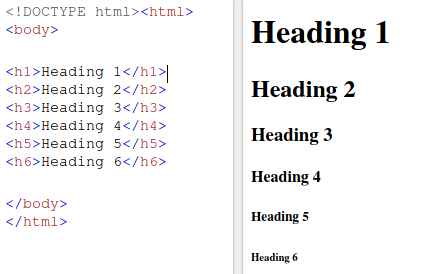 <!DOCTYPE html><html>
<body>
<h1>Heading 1</h1>
<h2>Heading 2</h2>
<h3>Heading 3</h3>
<h4>Heading 4</h4>
<h5>Heading 5</h5>
<h6>Heading 6</h6>
</body>
</html>
Heading 1
Heading 2
Heading 3
Heading 4
Heading 5
Heading 6